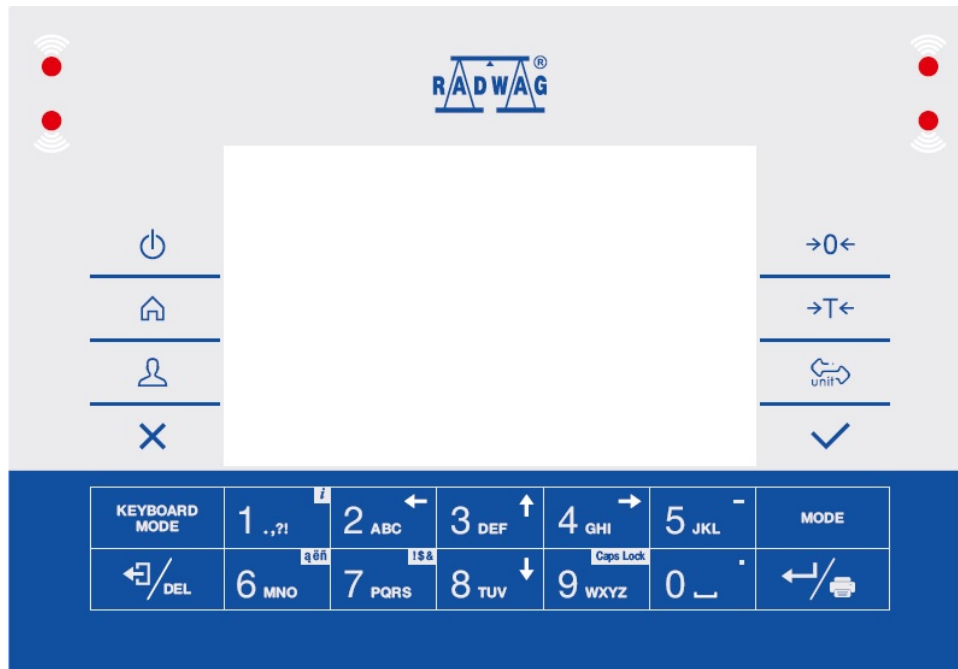 RADWAG®
→0←
→T←
unit
KEYBOARD MODE
1 .,?! i
2 ABC ←
3 DEF ↑
4 GHI →
5 JKL -
MODE
DEL
6 MNO ąëñ
7 PQRS !$&
8 TUV ↓
9 WXYZ Caps Lock
0 ⎵ .